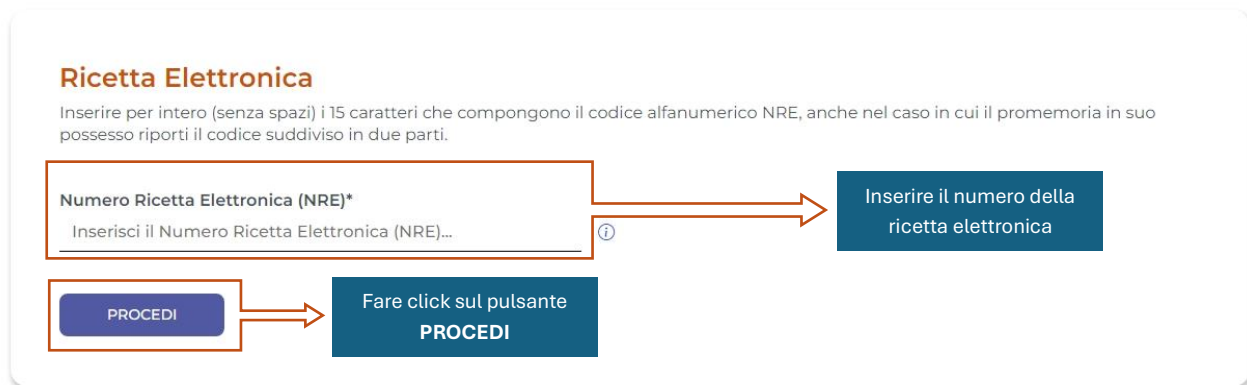 Ricetta Elettronica
Inserire per intero (senza spazi) i 15 caratteri che compongono il codice alfanumerico NRE, anche nel caso in cui il promemoria in suo
possesso riporti il codice suddiviso in due parti.
Numero Ricetta Elettronica (NRE)*
Inserisci il Numero Ricetta Elettronica (NRE)...
i
Inserire il numero della
ricetta elettronica
PROCEDI
Fare click sul pulsante
PROCEDI